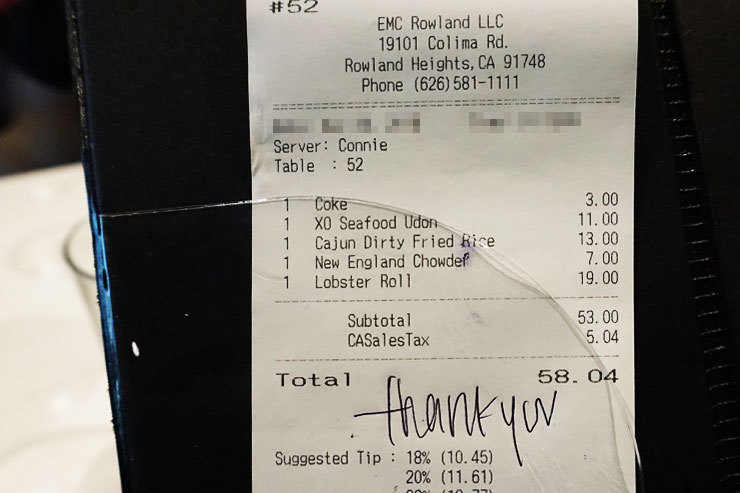 #52
EMC Rowland LLC
19101 Colima Rd.
Rowland Heights, CA 91748
Phone (626)581-1111
Server: Connie
Table : 52
1 Coke 3.00
1 XO Seafood Udon 11.00
1 Cajun Dirty Fried Rice 13.00
1 New England Chowder 7.00
1 Lobster Roll 19.00
Subtotal 53.00
CASalesTax 5.04
Total 58.04
thank you
Suggested Tip : 18% (10.45)
20% (11.61)